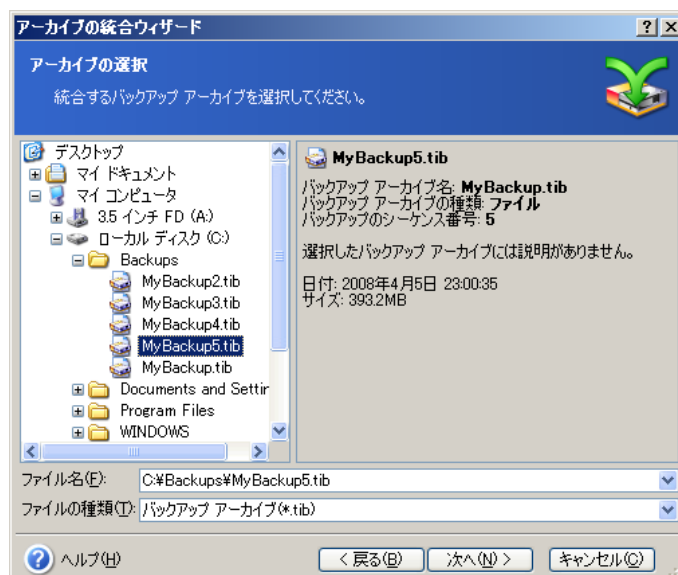 アーカイブの統合ウィザード
アーカイブの選択
統合するバックアップ アーカイブを選択してください。
デスクトップ
マイ ドキュメント
マイ コンピュータ
3.5 インチ FD (A:)
ローカル ディスク (C:)
Backups
MyBackup2.tib
MyBackup3.tib
MyBackup4.tib
MyBackup5.tib
MyBackup.tib
Documents and Settir
Program Files
WINDOWS
MyBackup5.tib
バックアップ アーカイブ名: MyBackup.tib
バックアップ アーカイブの種類: ファイル
バックアップのシーケンス番号: 5
選択したバックアップ アーカイブには説明がありません。
日付: 2008年4月5日 23:00:35
サイズ: 393.2MB
ファイル名(F): C:¥Backups¥MyBackup5.tib
ファイルの種類(T): バックアップ アーカイブ(*.tib)
ヘルプ(H)
< 戻る(B)
次へ(N) >
キャンセル(C)